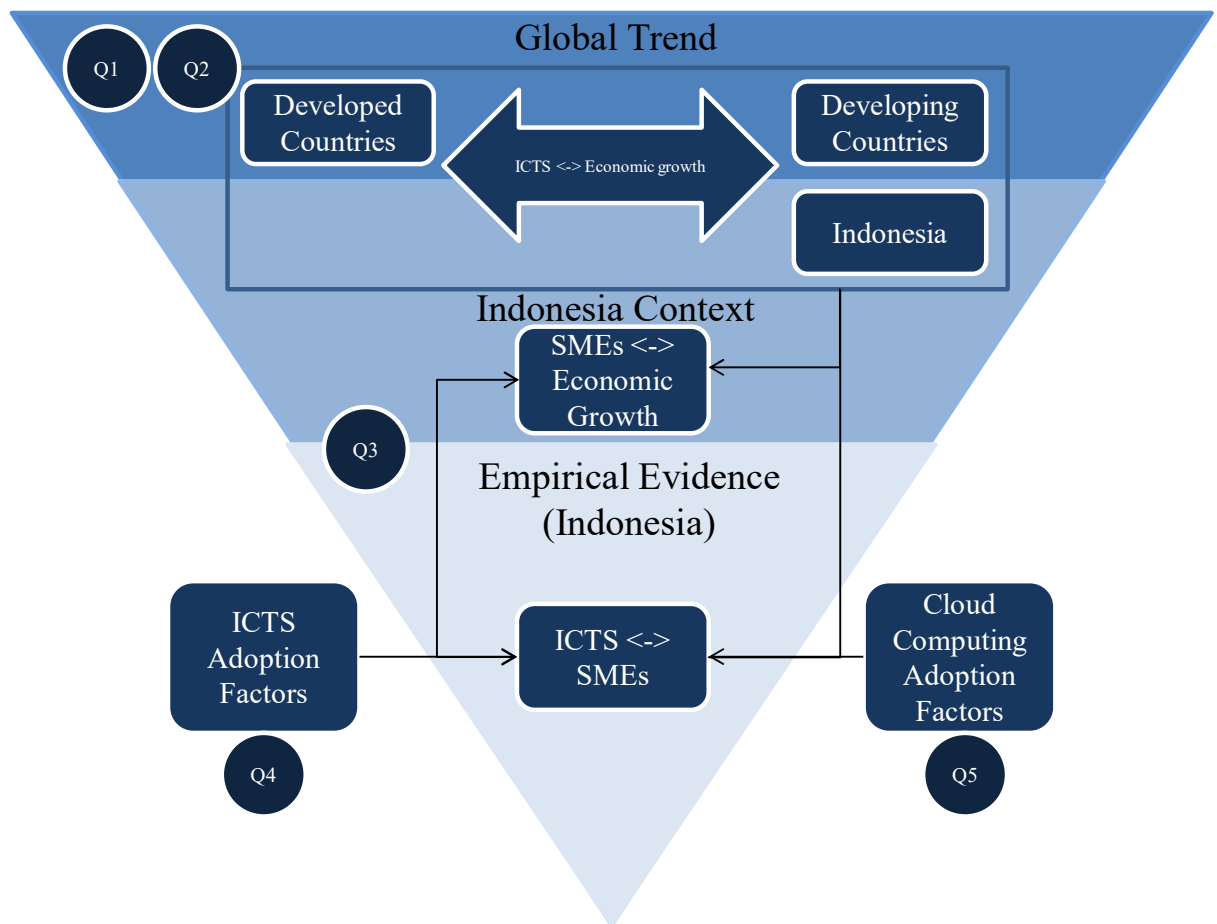 Global Trend
Q1
Q2
Developed
Countries
ICTS <-> Economic growth
Developing
Countries
Indonesia
Indonesia Context
SMEs <->
Economic
Growth
Q3
Empirical Evidence
(Indonesia)
ICTS
Adoption
Factors
ICTS <->
SMEs
Cloud
Computing
Adoption
Factors
Q4
Q5